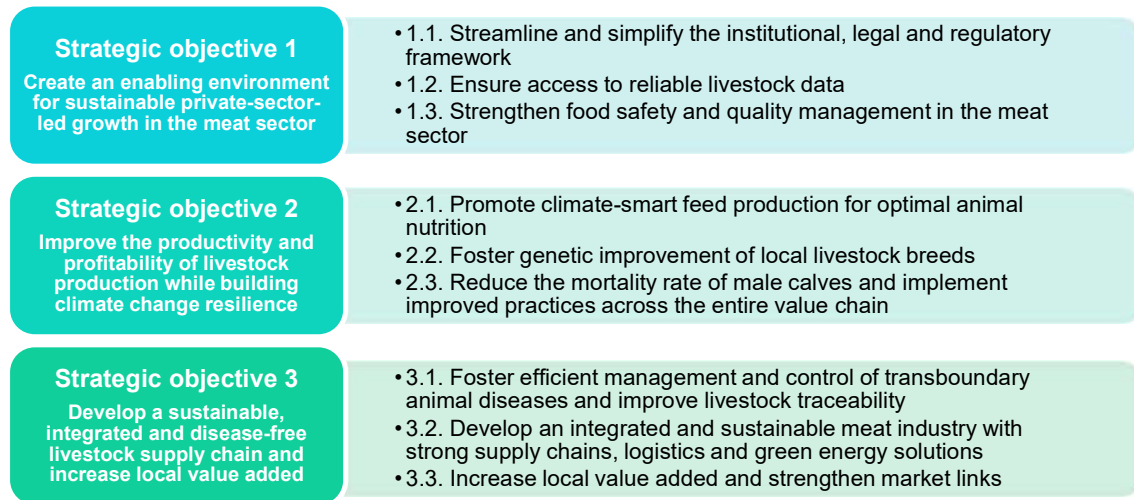 Strategic objective 1
Create an enabling environment
for sustainable private-sector-
led growth in the meat sector
• 1.1. Streamline and simplify the institutional, legal and regulatory
framework
• 1.2. Ensure access to reliable livestock data
• 1.3. Strengthen food safety and quality management in the meat
sector
Strategic objective 2
Improve the productivity and
profitability of livestock
production while building
climate change resilience
• 2.1. Promote climate-smart feed production for optimal animal
nutrition
• 2.2. Foster genetic improvement of local livestock breeds
• 2.3. Reduce the mortality rate of male calves and implement
improved practices across the entire value chain
Strategic objective 3
Develop a sustainable,
integrated and disease-free
livestock supply chain and
increase local value added
• 3.1. Foster efficient management and control of transboundary
animal diseases and improve livestock traceability
• 3.2. Develop an integrated and sustainable meat industry with
strong supply chains, logistics and green energy solutions
• 3.3. Increase local value added and strengthen market links